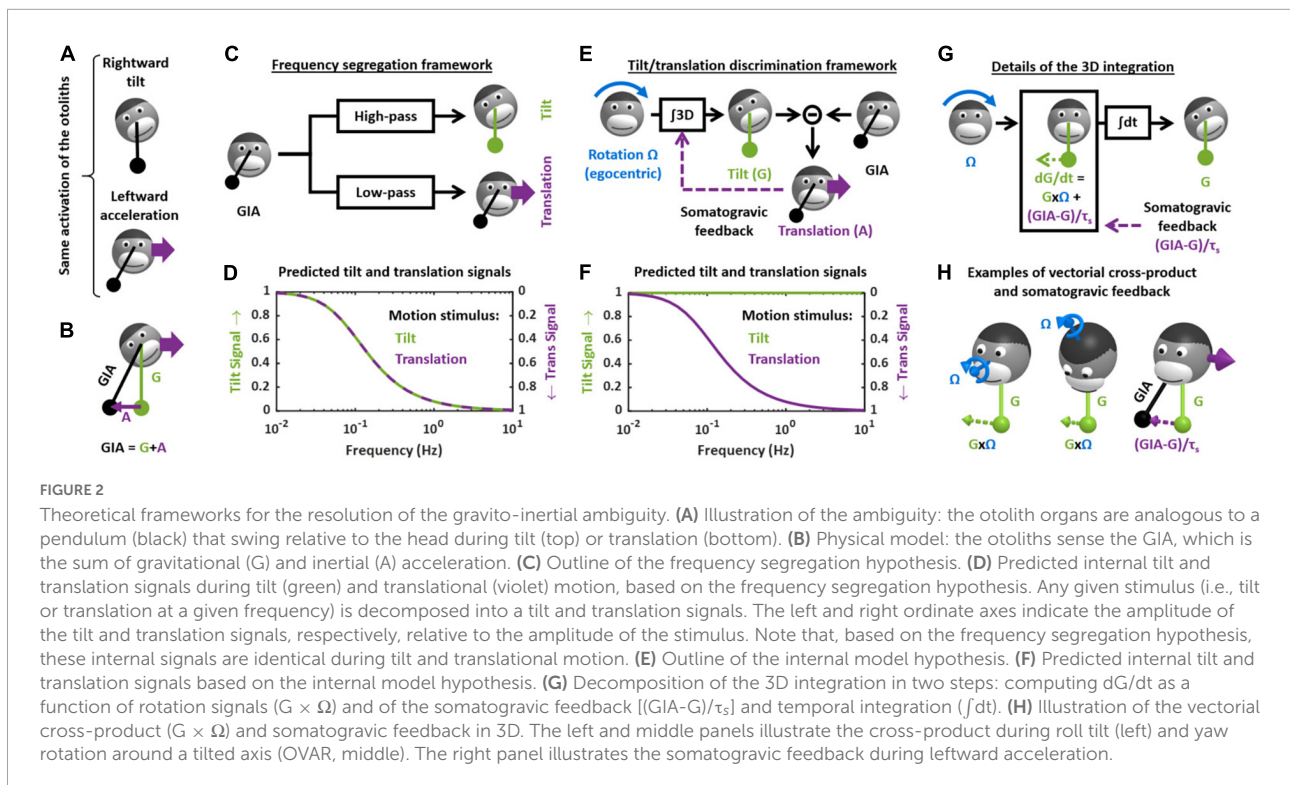 A
Same activation of the otoliths
Rightward
tilt
Leftward
acceleration
B
GIA
G
A
GIA = G+A
C
Frequency segregation framework
GIA
High-pass
Low-pass
Tilt
Translation
D
Predicted tilt and translation signals
Tilt Signal →
1
0.8
0.6
0.4
0.2
0
Motion stimulus:
Tilt
Translation
0
0.2
0.4
0.6
0.8
1
← Trans Signal
10⁻²
10⁻¹
10⁰
10¹
Frequency (Hz)
E
Tilt/translation discrimination framework
Rotation Ω
(egocentric)
∫3D
Tilt (G)
−
GIA
Somatogravic
feedback
Translation (A)
F
Predicted tilt and translation signals
Tilt Signal →
1
0.8
0.6
0.4
0.2
0
Motion stimulus:
Tilt
Translation
0
0.2
0.4
0.6
0.8
1
← Trans Signal
10⁻²
10⁻¹
10⁰
10¹
Frequency (Hz)
G
Details of the 3D integration
Ω
dG/dt =
GxΩ +
(GIA-G)/τₛ
∫dt
G
Somatogravic
feedback
(GIA-G)/τₛ
H
Examples of vectorial cross-product
and somatogravic feedback
Ω
G
GxΩ
Ω
G
GxΩ
GIA
G
(GIA-G)/τₛ
FIGURE 2
Theoretical frameworks for the resolution of the gravito-inertial ambiguity. (A) Illustration of the ambiguity: the otolith organs are analogous to a
pendulum (black) that swing relative to the head during tilt (top) or translation (bottom). (B) Physical model: the otoliths sense the GIA, which is
the sum of gravitational (G) and inertial (A) acceleration. (C) Outline of the frequency segregation hypothesis. (D) Predicted internal tilt and
translation signals during tilt (green) and translational (violet) motion, based on the frequency segregation hypothesis. Any given stimulus (i.e., tilt
or translation at a given frequency) is decomposed into a tilt and translation signals. The left and right ordinate axes indicate the amplitude of
the tilt and translation signals, respectively, relative to the amplitude of the stimulus. Note that, based on the frequency segregation hypothesis,
these internal signals are identical during tilt and translational motion. (E) Outline of the internal model hypothesis. (F) Predicted internal tilt and
translation signals based on the internal model hypothesis. (G) Decomposition of the 3D integration in two steps: computing dG/dt as a
function of rotation signals (G × Ω) and of the somatogravic feedback [(GIA-G)/τₛ] and temporal integration (∫dt). (H) Illustration of the vectorial
cross-product (G × Ω) and somatogravic feedback in 3D. The left and middle panels illustrate the cross-product during roll tilt (left) and yaw
rotation around a tilted axis (OVAR, middle). The right panel illustrates the somatogravic feedback during leftward acceleration.